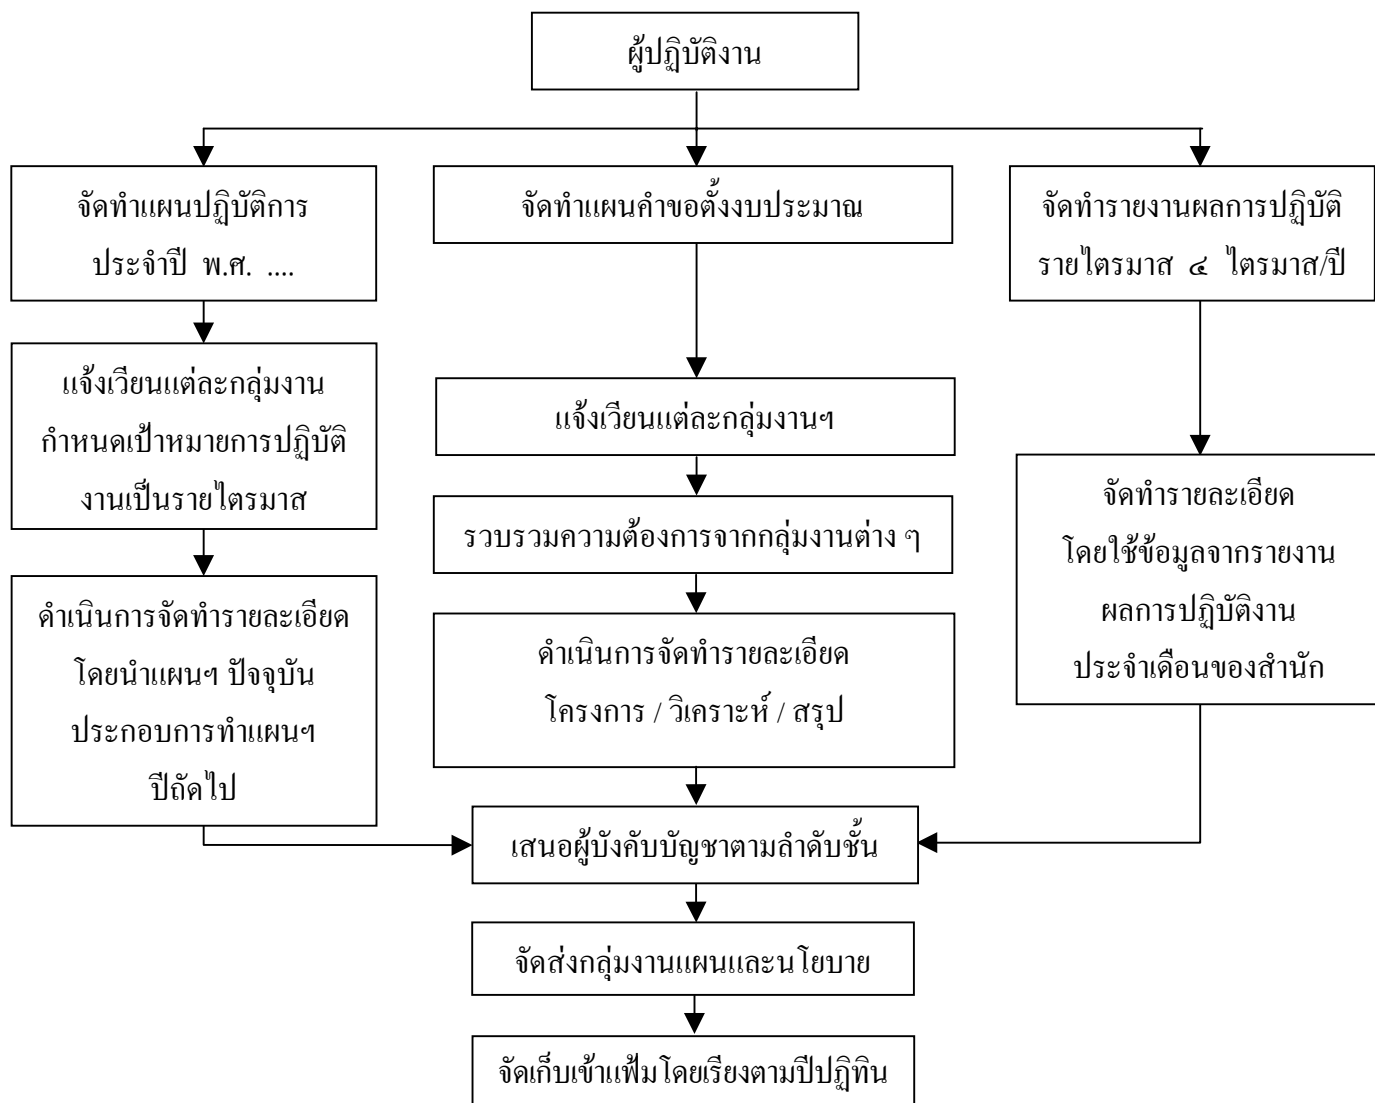 ผู้ปฏิบัติงาน
จัดทำแผนปฏิบัติการ
ประจำปี พ.ศ. ....
จัดทำแผนคำขอตั้งงบประมาณ
จัดทำรายงานผลการปฏิบัติ
รายไตรมาส ๔ ไตรมาส/ปี
แจ้งเวียนแต่ละกลุ่มงาน
กำหนดเป้าหมายการปฏิบัติ
งานเป็นรายไตรมาส
แจ้งเวียนแต่ละกลุ่มงานฯ
รวบรวมความต้องการจากกลุ่มงานต่าง ๆ
จัดทำรายละเอียด
โดยใช้ข้อมูลจากรายงาน
ผลการปฏิบัติงาน
ประจำเดือนของสำนัก
ดำเนินการจัดทำรายละเอียด
โดยนำแผนฯ ปัจจุบัน
ประกอบการทำแผนฯ
ปีถัดไป
ดำเนินการจัดทำรายละเอียด
โครงการ / วิเคราะห์ / สรุป
เสนอผู้บังคับบัญชาตามลำดับชั้น
จัดส่งกลุ่มงานแผนและนโยบาย
จัดเก็บเข้าแฟ้มโดยเรียงตามปีปฏิทิน